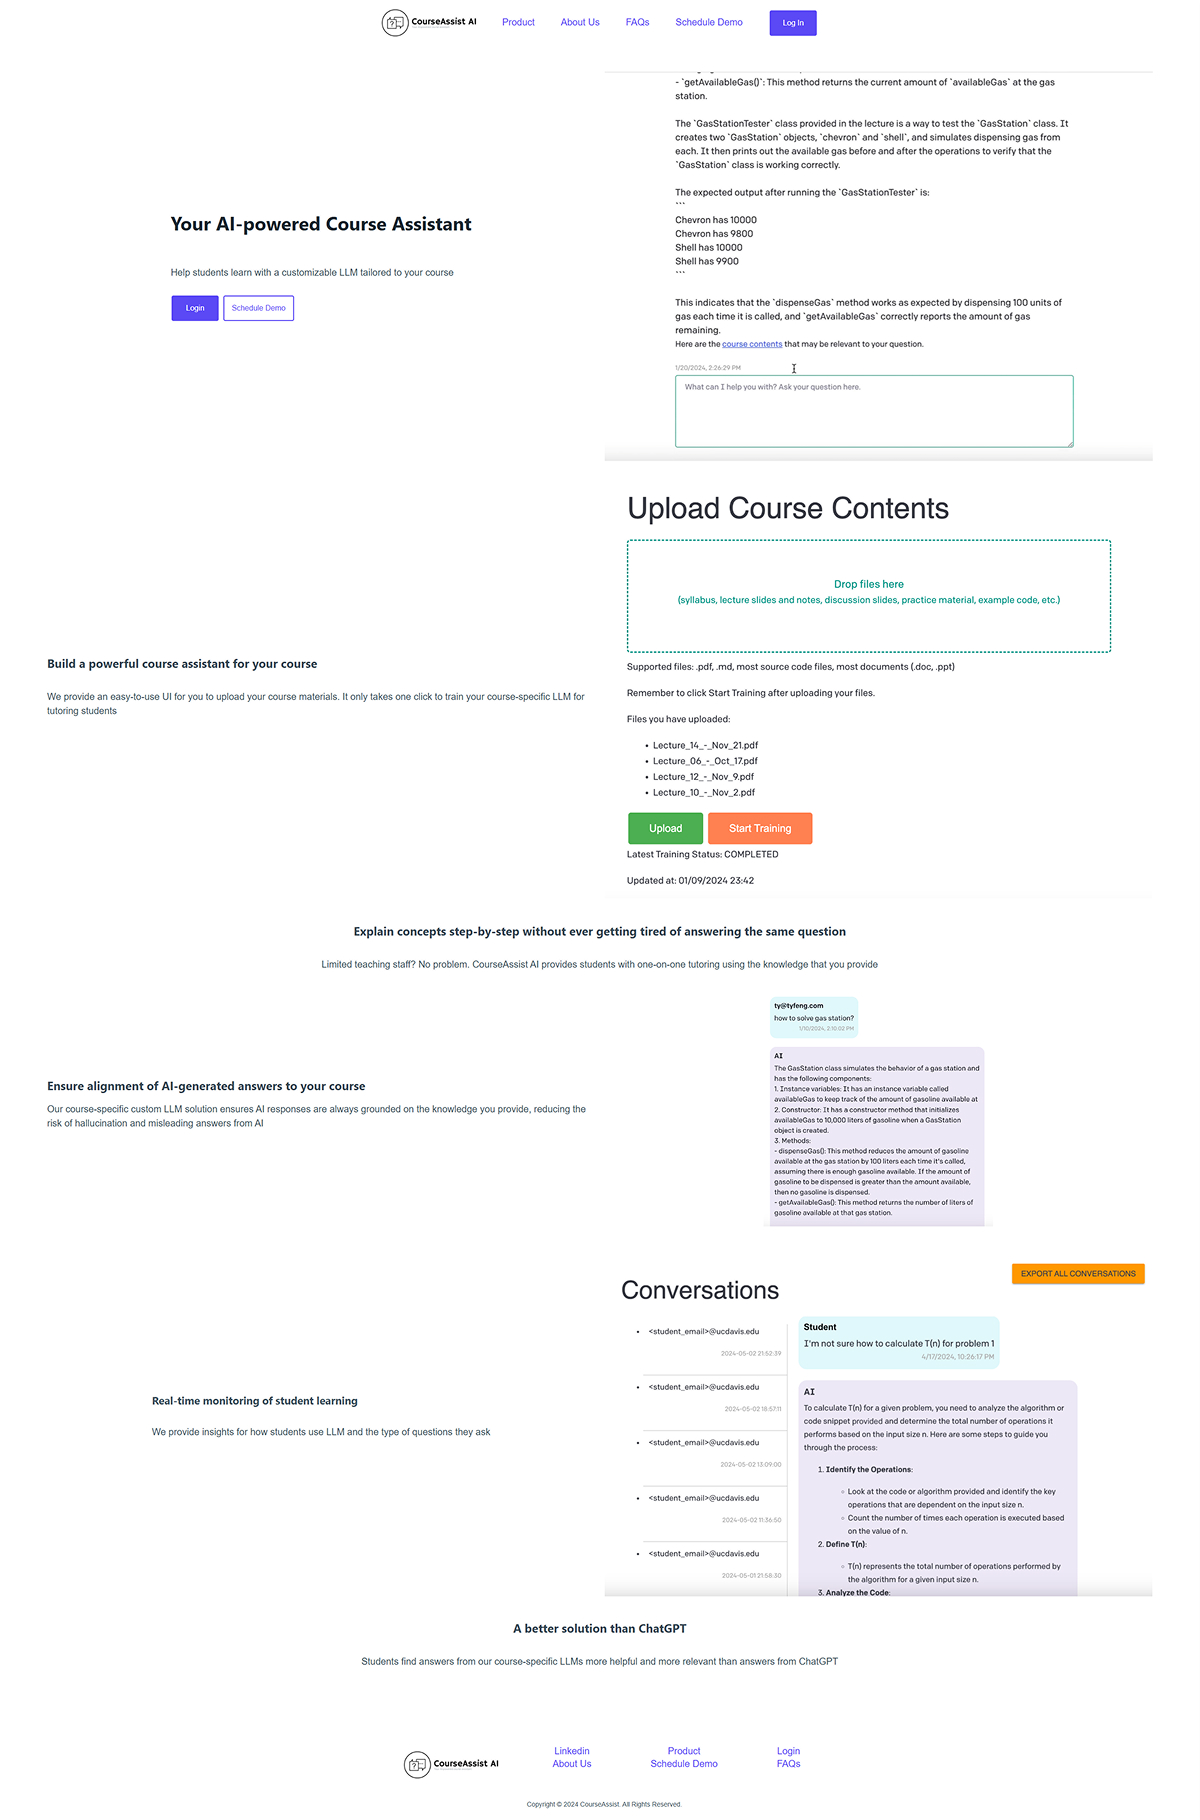 CourseAssist AI
Product
About Us
FAQs
Schedule Demo
Log In
- `getAvailableGas()`: This method returns the current amount of `availableGas` at the gas
station.
The `GasStationTester` class provided in the lecture is a way to test the `GasStation` class. It
creates two `GasStation` objects, `chevron` and `shell`, and simulates dispensing gas from
each. It then prints out the available gas before and after the operations to verify that the
`GasStation` class is working correctly.
The expected output after running the `GasStationTester` is:
```
Chevron has 10000
Chevron has 9800
Shell has 10000
Shell has 9900
```
This indicates that the `dispenseGas` method works as expected by dispensing 100 units of
gas each time it is called, and `getAvailableGas` correctly reports the amount of gas
remaining.
Here are the course contents that may be relevant to your question.
1/20/2024, 2:26:29 PM
What can I help you with? Ask your question here.
Your AI-powered Course Assistant
Help students learn with a customizable LLM tailored to your course
Login
Schedule Demo
Upload Course Contents
Drop files here
(syllabus, lecture slides and notes, discussion slides, practice material, example code, etc.)
Supported files: .pdf, .md, most source code files, most documents (.doc, .ppt)
Remember to click Start Training after uploading your files.
Files you have uploaded:
• Lecture_14_-_Nov_21.pdf
• Lecture_06_-_Oct_17.pdf
• Lecture_12_-_Nov_9.pdf
• Lecture_10_-_Nov_2.pdf
Upload
Start Training
Latest Training Status: COMPLETED
Updated at: 01/09/2024 23:42
Build a powerful course assistant for your course
We provide an easy-to-use UI for you to upload your course materials. It only takes one click to train your course-specific LLM for
tutoring students
Explain concepts step-by-step without ever getting tired of answering the same question
Limited teaching staff? No problem. CourseAssist AI provides students with one-on-one tutoring using the knowledge that you provide
ty@tyfeng.com
how to solve gas station?
1/10/2024, 2:10:02 PM
AI
The GasStation class simulates the behavior of a gas station and
has the following components:
1. Instance variables: It has an instance variable called
availableGas to keep track of the amount of gasoline available at
2. Constructor: It has a constructor method that initializes
availableGas to 10,000 liters of gasoline when a GasStation
object is created.
3. Methods:
- dispenseGas(): This method reduces the amount of gasoline
available at the gas station by 100 liters each time it's called,
assuming there is enough gasoline available. If the amount of
gasoline to be dispensed is greater than the amount available,
then no gasoline is dispensed.
- getAvailableGas(): This method returns the number of liters of
gasoline available at that gas station.
Ensure alignment of AI-generated answers to your course
Our course-specific custom LLM solution ensures AI responses are always grounded on the knowledge you provide, reducing the
risk of hallucination and misleading answers from AI
EXPORT ALL CONVERSATIONS
Conversations
• <student_email>@ucdavis.edu
2024-05-02 21:52:39
• <student_email>@ucdavis.edu
2024-05-02 18:57:11
• <student_email>@ucdavis.edu
2024-05-02 13:09:00
• <student_email>@ucdavis.edu
2024-05-02 11:36:50
• <student_email>@ucdavis.edu
2024-05-01 21:58:30
Student
I'm not sure how to calculate T(n) for problem 1
4/17/2024, 10:26:17 PM
AI
To calculate T(n) for a given problem, you need to analyze the algorithm or
code snippet provided and determine the total number of operations it
performs based on the input size n. Here are some steps to guide you
through the process:
1. Identify the Operations:
Look at the code or algorithm provided and identify the key
operations that are dependent on the input size n.
Count the number of times each operation is executed based
on the value of n.
2. Define T(n):
T(n) represents the total number of operations performed by
the algorithm for a given input size n.
3. Analyze the Code:
Real-time monitoring of student learning
We provide insights for how students use LLM and the type of questions they ask
A better solution than ChatGPT
Students find answers from our course-specific LLMs more helpful and more relevant than answers from ChatGPT
CourseAssist AI
Linkedin
About Us
Product
Schedule Demo
Login
FAQs
Copyright © 2024 CourseAssist. All Rights Reserved.